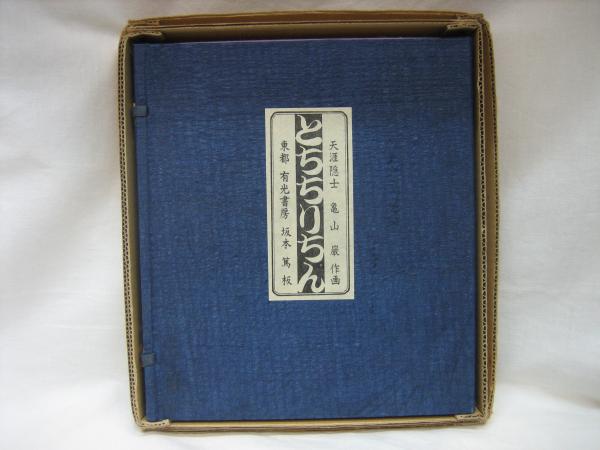 天涯隠士 亀山 巌 作画
とちちりちん
東都 有光書房 坂本 篤 板